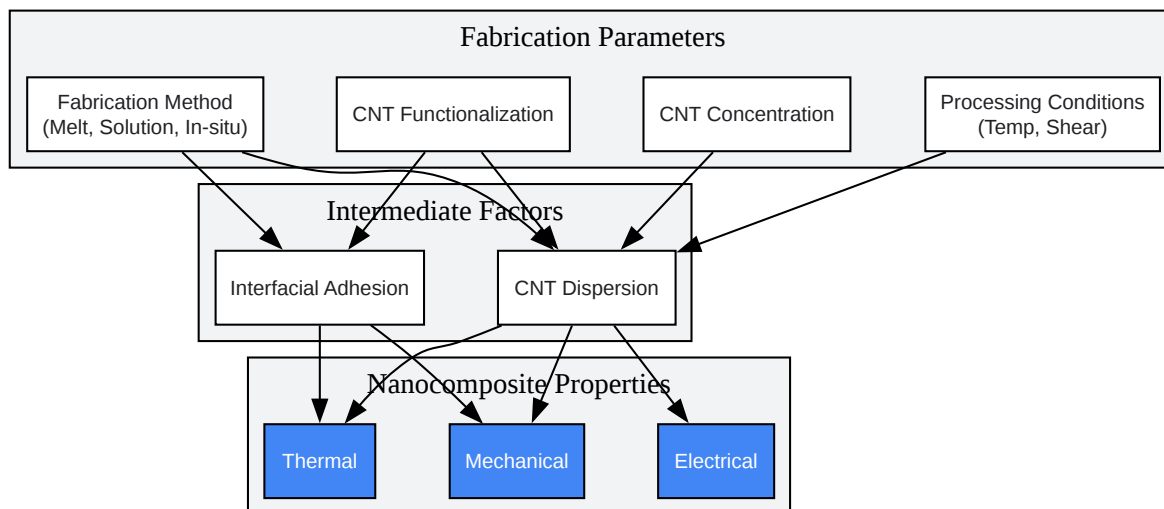 Fabrication Parameters
Fabrication Method
(Melt, Solution, In-situ)
CNT Functionalization
CNT Concentration
Processing Conditions
(Temp, Shear)
Intermediate Factors
Interfacial Adhesion
CNT Dispersion
Nanocomposite Properties
Thermal
Mechanical
Electrical